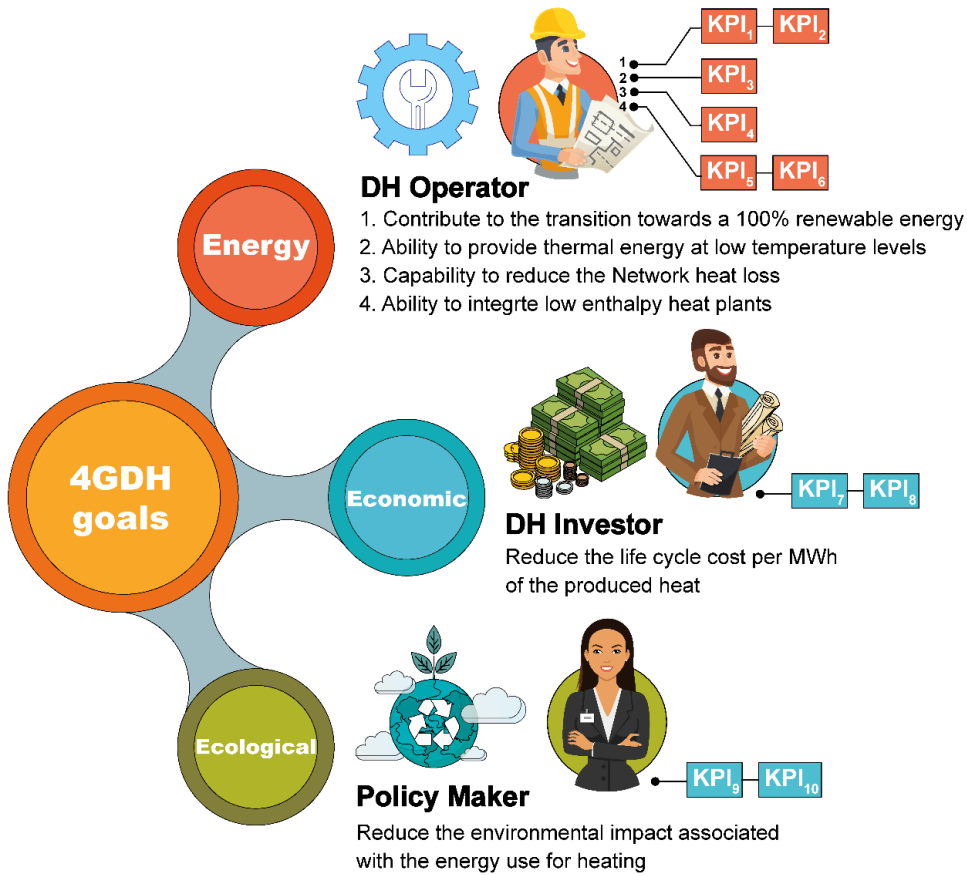 KPI1 KPI2
1
2 KPI3
3
4 KPI4
KPI5 KPI6
DH Operator
1. Contribute to the transition towards a 100% renewable energy
2. Ability to provide thermal energy at low temperature levels
3. Capability to reduce the Network heat loss
4. Ability to integrte low enthalpy heat plants
Energy
4GDH
goals
Economic
KPI7 KPI8
DH Investor
Reduce the life cycle cost per MWh
of the produced heat
Ecological
KPI9 KPI10
Policy Maker
Reduce the environmental impact associated
with the energy use for heating